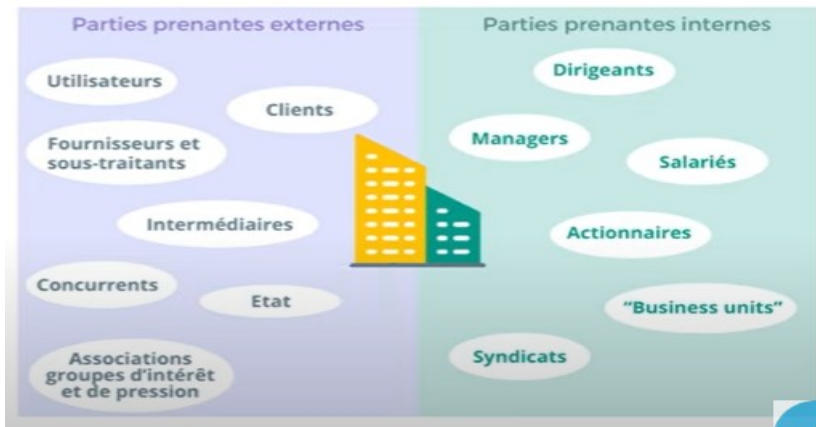 Parties prenantes externes
Utilisateurs
Clients
Fournisseurs et
sous-traitants
Intermédiaires
Concurrents
Etat
Associations
groupes d'intérêt
et de pression
Parties prenantes internes
Dirigeants
Managers
Salariés
Actionnaires
“Business units”
Syndicats